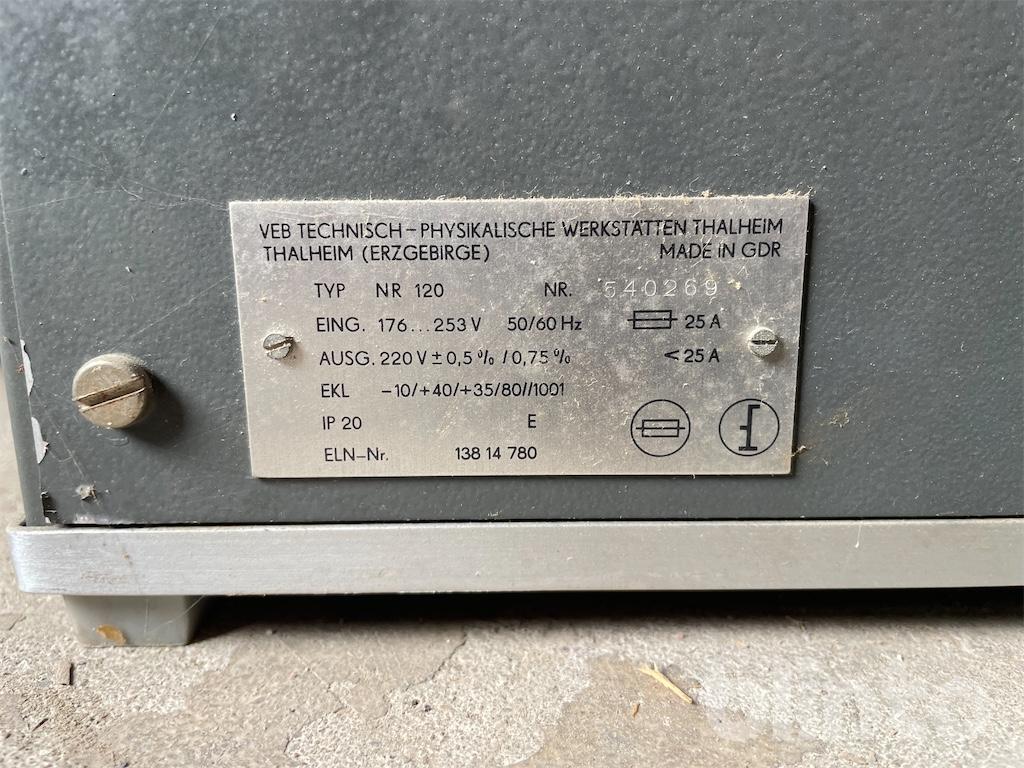 VEB TECHNISCH-PHYSIKALISCHE WERKSTÄTTEN THALHEIM
THALHEIM (ERZGEBIRGE) MADE IN GDR
TYP NR 120 NR. 540269
EING. 176...253 V 50/60 Hz 25 A
AUSG. 220 V ± 0,5 % / 0,75 % < 25 A
EKL -10/+40/+35/80//1001
IP 20 E
ELN-Nr. 138 14 780